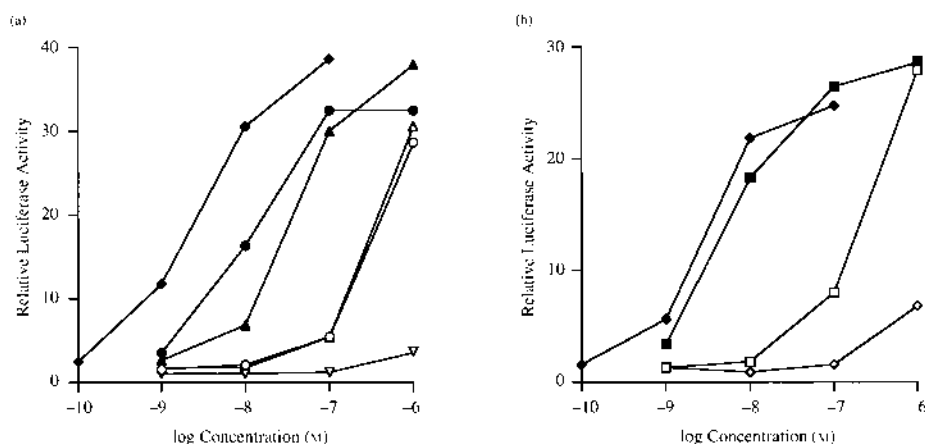 (a)
40
30
20
10
0
Relative Luciferase Activity
-10 -9 -8 -7 -6
log Concentration (M)
(b)
30
20
10
0
Relative Luciferase Activity
-10 -9 -8 -7 -6
log Concentration (M)